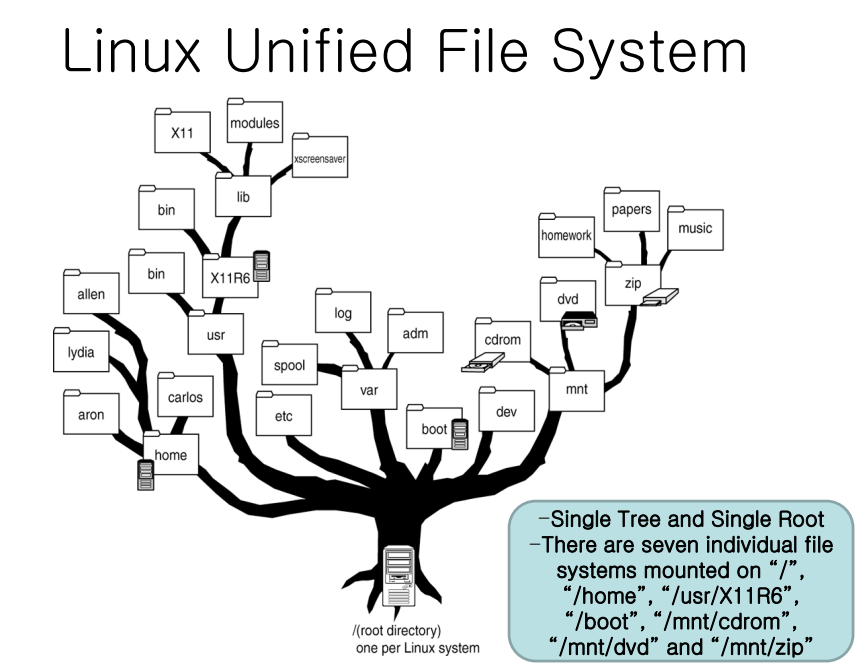 Linux Unified File System
modules
X11
xscreensaver
lib
bin
papers
music
homework
bin
X11R6
zip
allen
dvd
log
usr
adm
cdrom
lydia
spool
var
mnt
carlos
aron
etc
dev
boot
home
-Single Tree and Single Root
-There are seven individual file
systems mounted on “/”,
“/home”, “/usr/X11R6”,
“/boot”, “/mnt/cdrom”,
“/mnt/dvd” and “/mnt/zip”
/(root directory)
one per Linux system